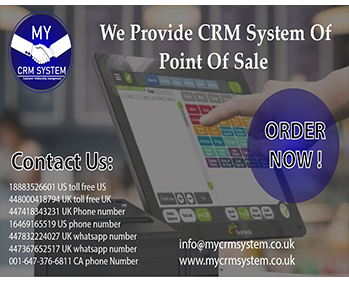 MY
CRM SYSTEM
We Provide CRM System Of
Point Of Sale
ORDER
NOW !
Contact Us:
18883526601 US toll free US
448000418794 UK toll free UK
447418343231 UK Phone number
16469165519 US phone number
447832224027 UK whatsapp number
447367652517 UK whatsapp number
001-647-376-6811 CA phone Number
info@mycrmsystem.co.uk
www.mycrmsystem.co.uk